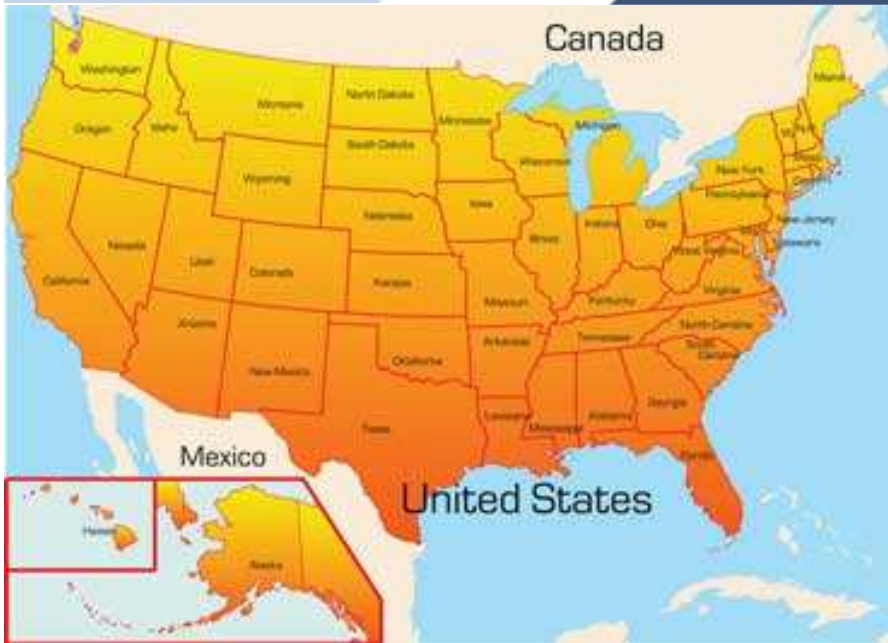 Canada
Washington
Montana
North Dakota
Minnesota
Michigan
Maine
Oregon
Idaho
South Dakota
Wisconsin
New York
Wyoming
Pennsylvania
Nebraska
Iowa
New Jersey
Nevada
Utah
Colorado
Illinois
Indiana
Ohio
Delaware
West Virginia
California
Kansas
Missouri
Kentucky
Virginia
Arizona
Oklahoma
Arkansas
Tennessee
North Carolina
South
Carolina
New Mexico
Texas
Louisiana
Mississippi
Alabama
Georgia
Florida
Mexico
United States
Hawaii
Alaska